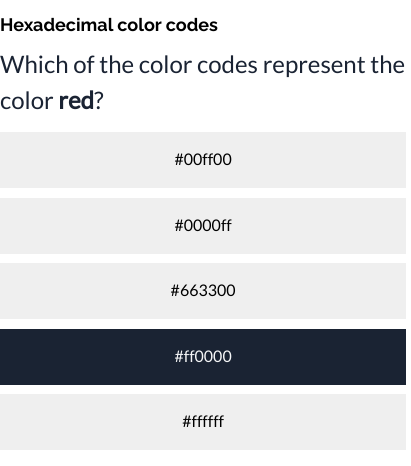 Hexadecimal color codes
Which of the color codes represent the
color red?
#00ff00
#0000ff
#663300
#ff0000
#ffffff